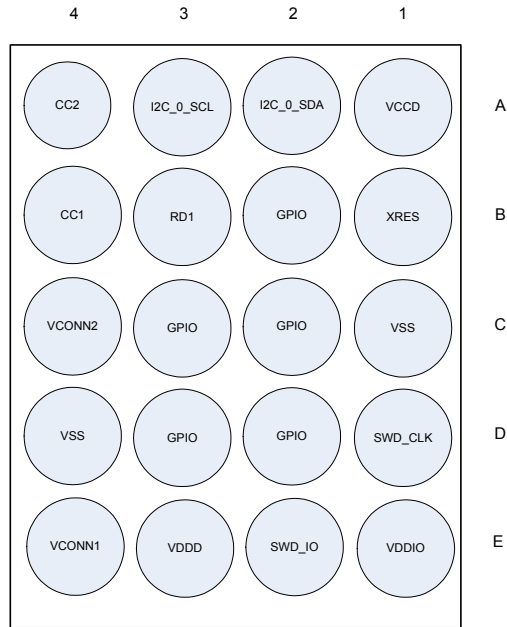 4 3 2 1
CC2 I2C_0_SCL I2C_0_SDA VCCD A
CC1 RD1 GPIO XRES B
VCONN2 GPIO GPIO VSS C
VSS GPIO GPIO SWD_CLK D
VCONN1 VDDD SWD_IO VDDIO E